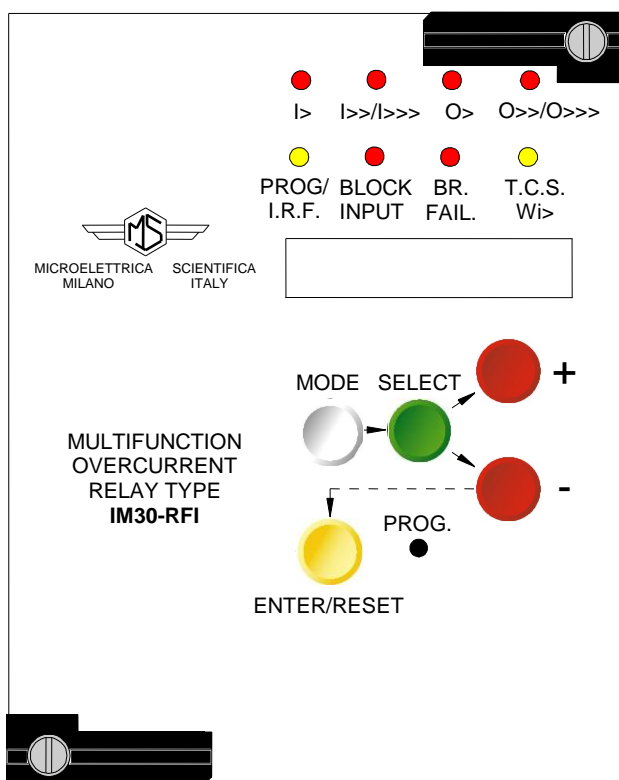 I> I>>/I>>> O> O>>/O>>>
PROG/ BLOCK BR. T.C.S.
I.R.F. INPUT FAIL. Wi>
MS
MICROELETTRICA SCIENTIFICA
MILANO ITALY
MODE SELECT
+
MULTIFUNCTION
OVERCURRENT
RELAY TYPE
IM30-RFI
-
PROG.
ENTER/RESET